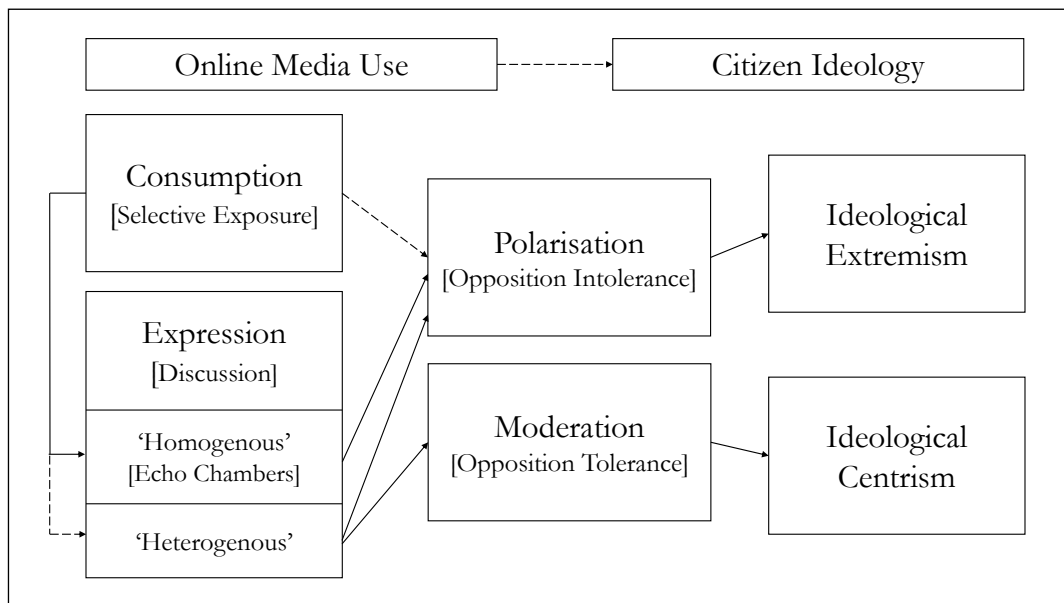 Online Media Use
Citizen Ideology
Consumption
[Selective Exposure]
Expression
[Discussion]
‘Homogenous’
[Echo Chambers]
‘Heterogenous’
Polarisation
[Opposition Intolerance]
Moderation
[Opposition Tolerance]
Ideological
Extremism
Ideological
Centrism